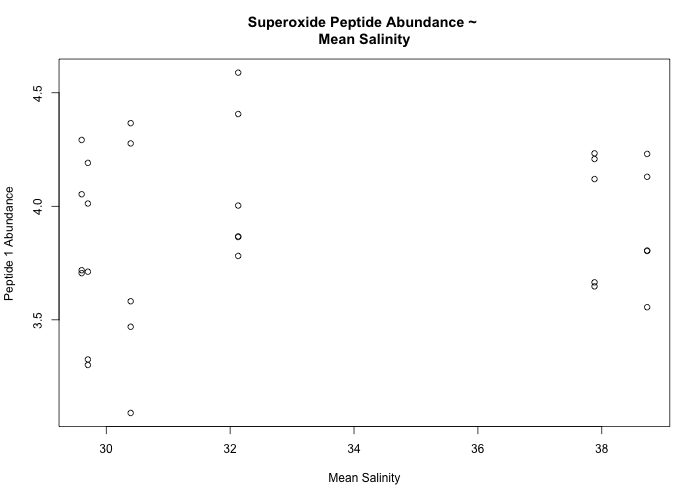 Superoxide Peptide Abundance ~
Mean Salinity
4.5
4.0
3.5
Peptide 1 Abundance
30 32 34 36 38
Mean Salinity